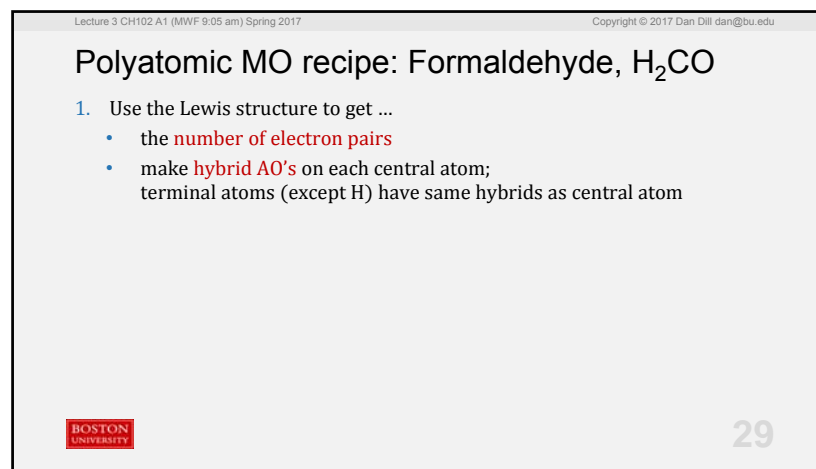 Lecture 3 CH102 A1 (MWF 9:05 am) Spring 2017 Copyright © 2017 Dan Dill dan@bu.edu
Polyatomic MO recipe: Formaldehyde, H₂CO
1. Use the Lewis structure to get …
• the number of electron pairs
• make hybrid AO's on each central atom;
terminal atoms (except H) have same hybrids as central atom
BOSTON
UNIVERSITY
29